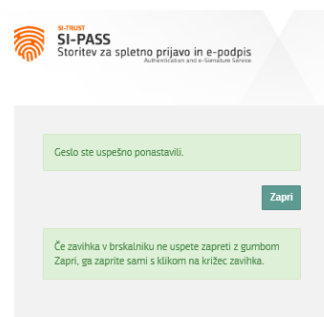 SI-TRUST
SI-PASS
Storitev za spletno prijavo in e-podpis
Authentication and e-Signature Service
Geslo ste uspešno ponastavili.
Zapri
Če zavihka v brskalniku ne uspete zapreti z gumbom
Zapri, ga zaprite sami s klikom na križec zavihka.